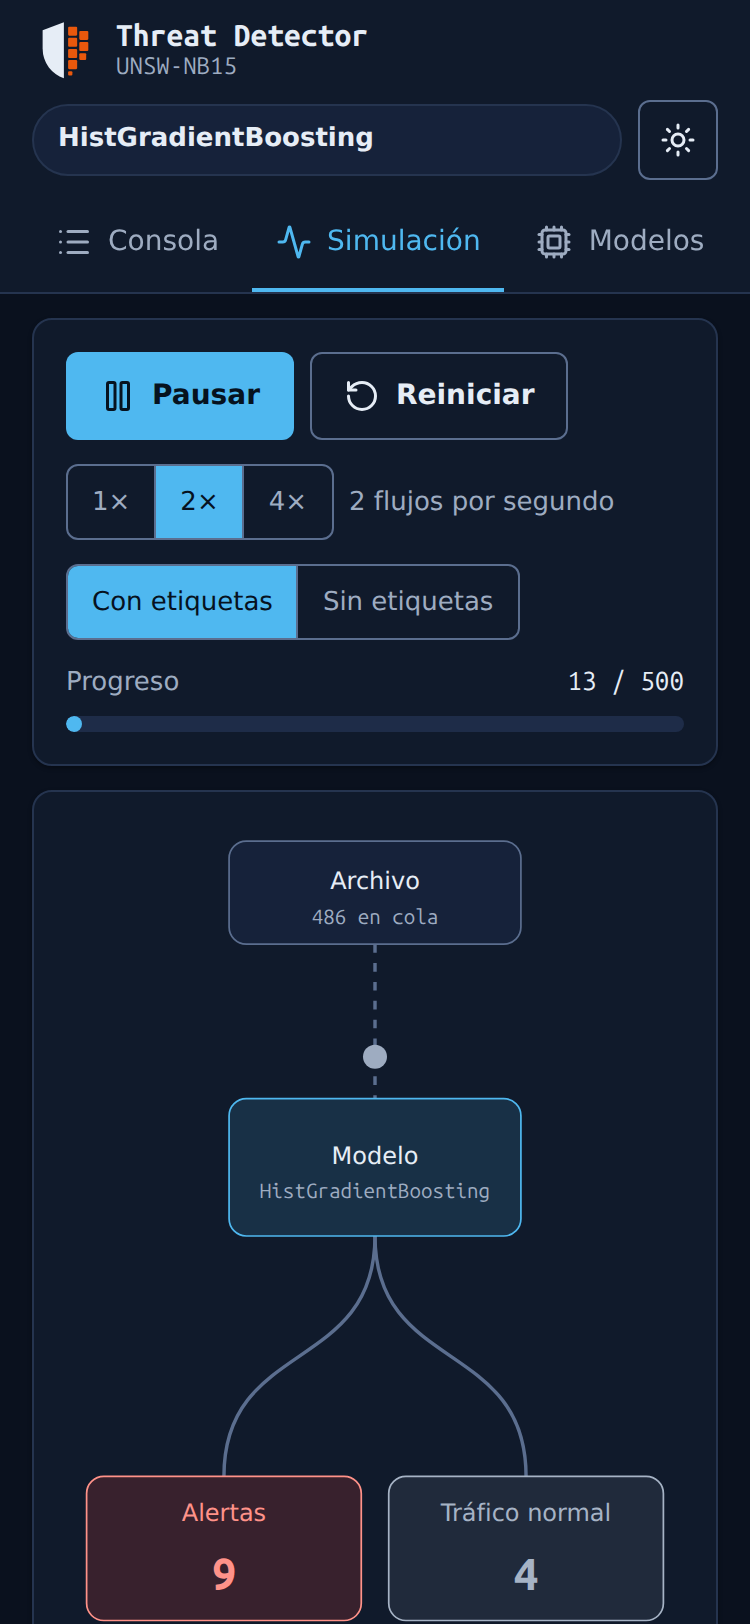 Threat Detector
UNSW-NB15
HistGradientBoosting
Consola
Simulación
Modelos
Pausar
Reiniciar
1×
2×
4×
2 flujos por segundo
Con etiquetas
Sin etiquetas
Progreso
13 / 500
Archivo
486 en cola
Modelo
HistGradientBoosting
Alertas
9
Tráfico normal
4